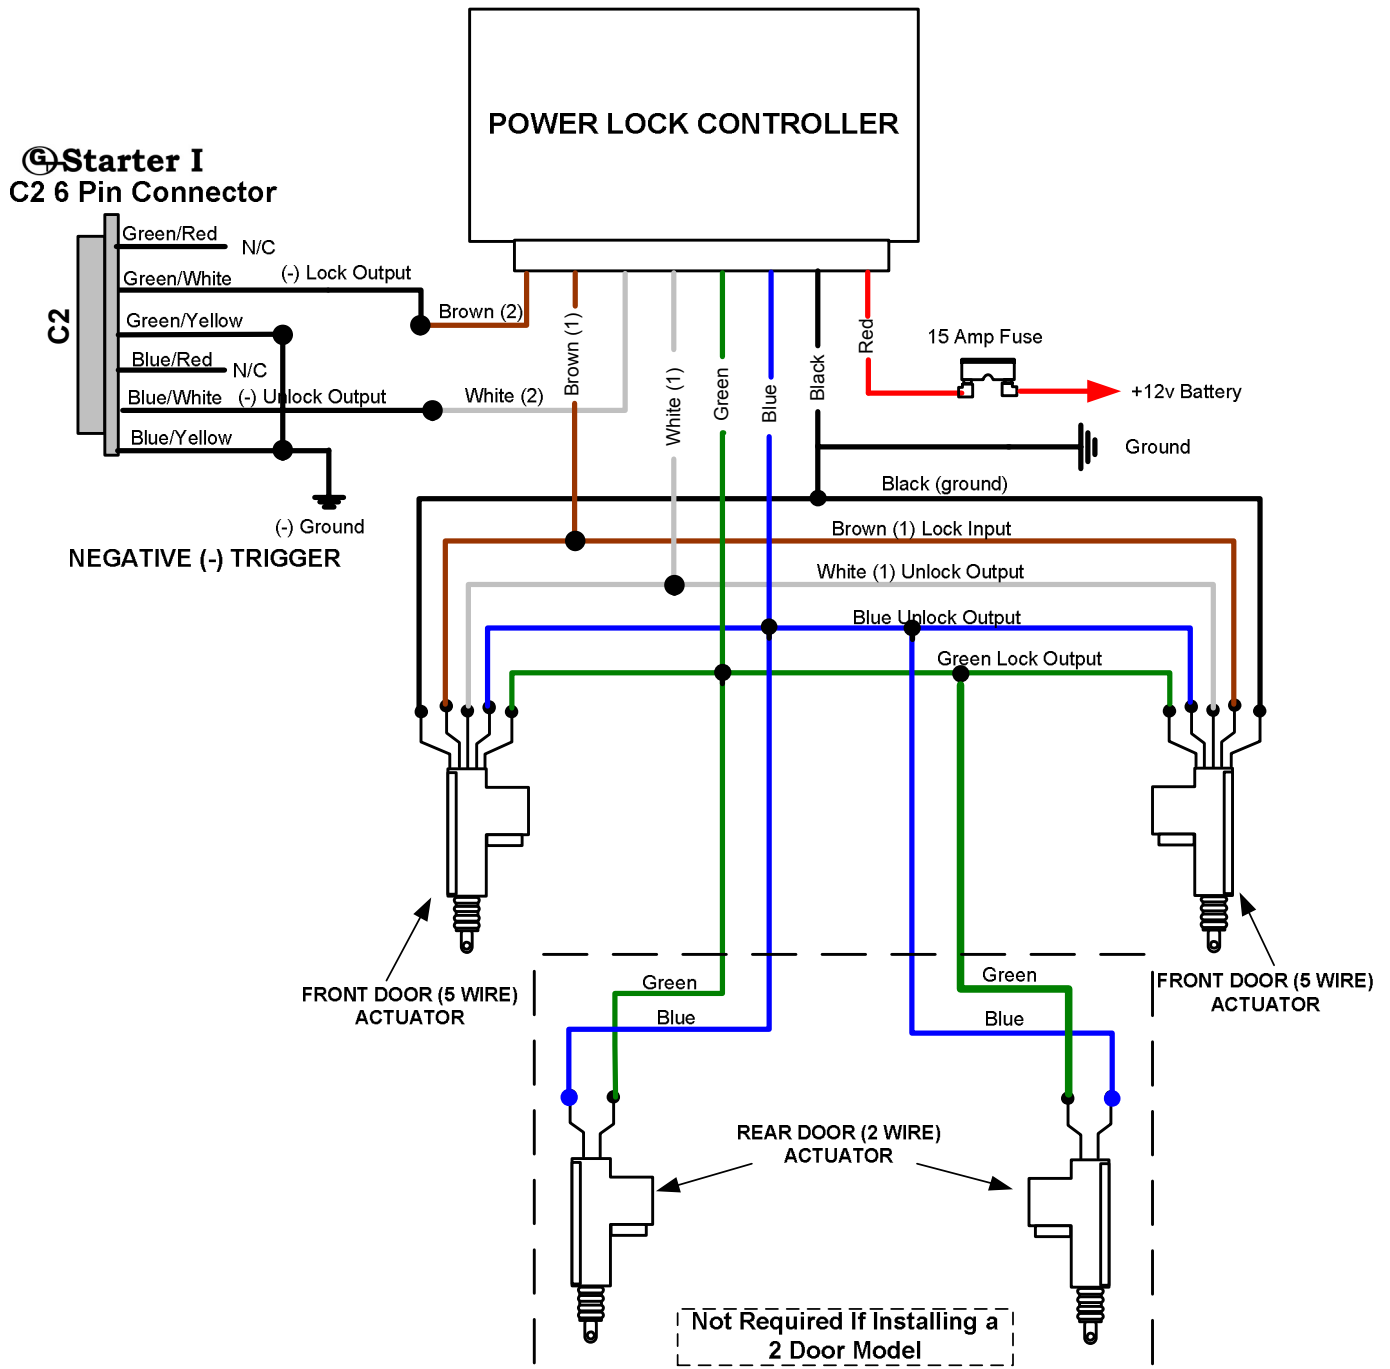 POWER LOCK CONTROLLER
GT Starter I
C2 6 Pin Connector
Green/Red
N/C
Green/White
(-) Lock Output
Brown (2)
Green/Yellow
C2
Blue/Red
N/C
Blue/White
(-) Unlock Output
White (2)
Blue/Yellow
(-) Ground
NEGATIVE (-) TRIGGER
Brown (1)
White (1)
Green
Blue
Black
Red
15 Amp Fuse
+12v Battery
Ground
Black (ground)
Brown (1) Lock Input
White (1) Unlock Output
Blue Unlock Output
Green Lock Output
FRONT DOOR (5 WIRE)
ACTUATOR
FRONT DOOR (5 WIRE)
ACTUATOR
Green
Blue
Green
Blue
REAR DOOR (2 WIRE)
ACTUATOR
Not Required If Installing a
2 Door Model